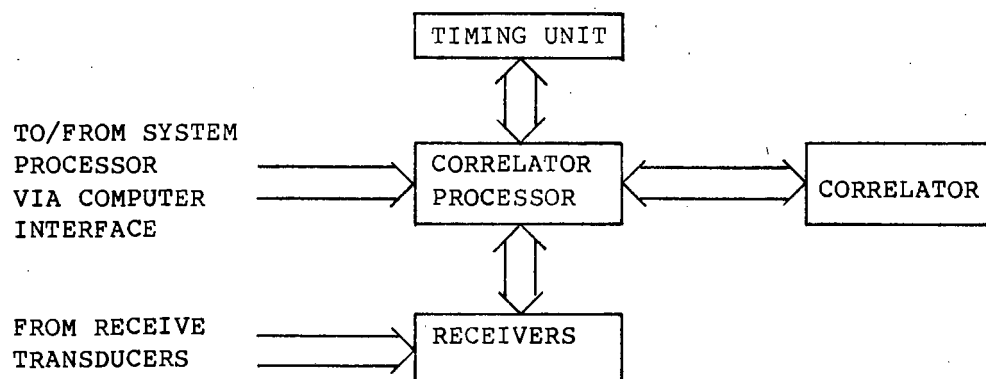 TIMING UNIT
TO/FROM SYSTEM
PROCESSOR
VIA COMPUTER
INTERFACE
CORRELATOR
PROCESSOR
CORRELATOR
FROM RECEIVE
TRANSDUCERS
RECEIVERS